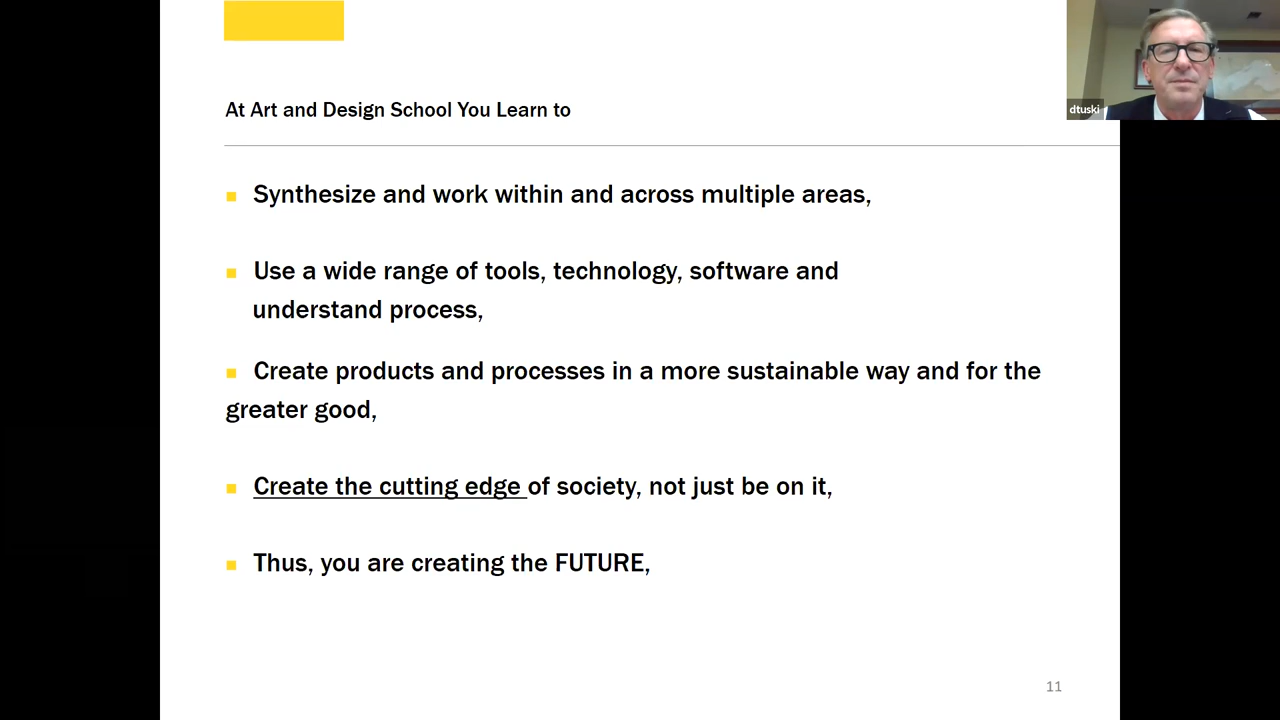 At Art and Design School You Learn to
dtuski
Synthesize and work within and across multiple areas,
Use a wide range of tools, technology, software and
understand process,
Create products and processes in a more sustainable way and for the
greater good,
Create the cutting edge of society, not just be on it,
Thus, you are creating the FUTURE,
11